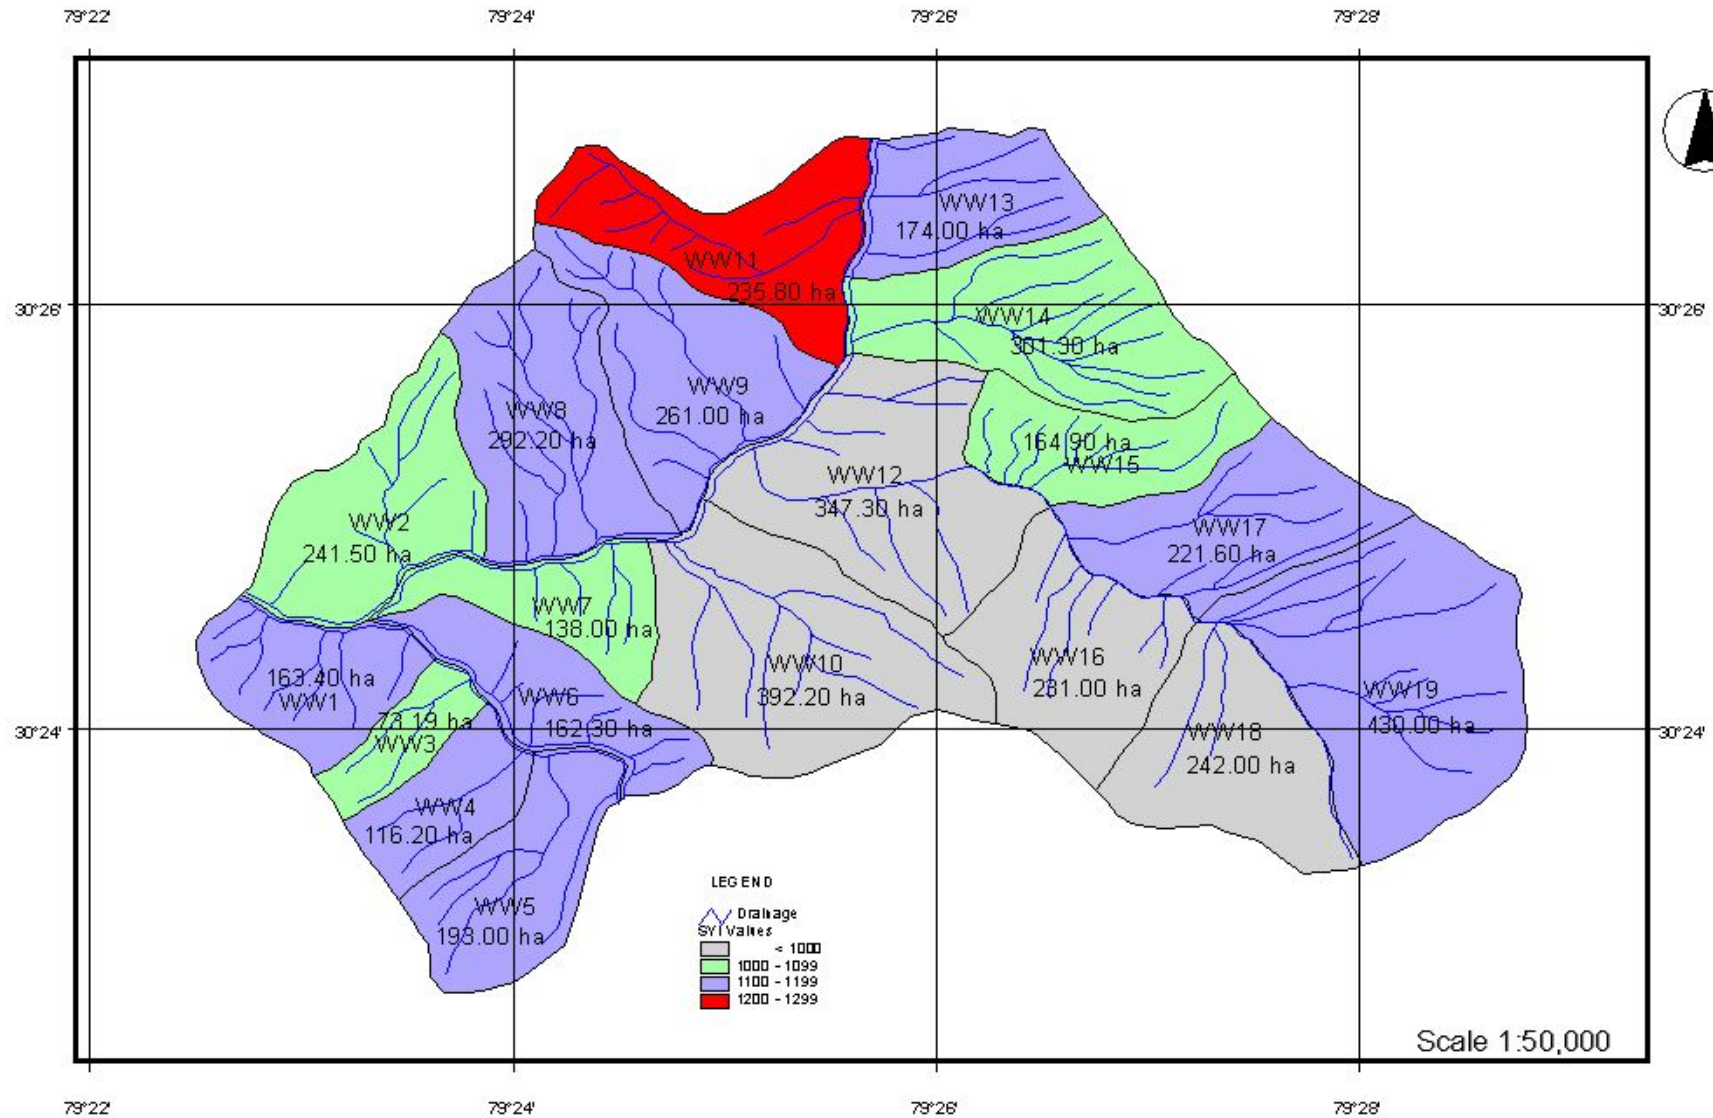 79°22' 79°24' 79°26' 79°28'
WW13
174.00 ha
WW11
235.80 ha
30°26' 30°26'
WW14
301.30 ha
WW9
261.00 ha
WW8
292.20 ha
164.90 ha
WW15
WW12
347.30 ha
WW2
241.50 ha
WW17
221.60 ha
WW7
138.00 ha
WW10
392.20 ha
WW16
231.00 ha
163.40 ha
WW1
WW6
162.30 ha
WW19
430.00 ha
73.19 ha
WW3
30°24' 30°24'
WW18
242.00 ha
WW4
116.20 ha
WW5
193.00 ha
LEGEND
Drainage
SYI Values
< 1000
1000 - 1099
1100 - 1199
1200 - 1299
Scale 1:50,000
79°22' 79°24' 79°26' 79°28'